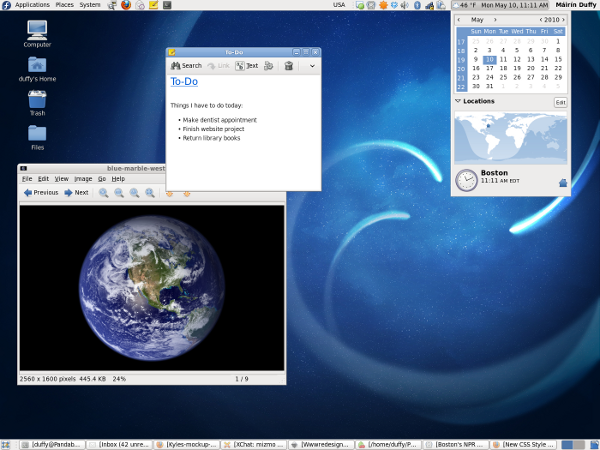 Applications Places System
USA
46 °F Mon May 10, 11:11 AM Máirín Duffy
Computer
duffy's Home
Trash
Files
To-Do
Search Link Text
To-Do
Things I have to do today:
• Make dentist appointment
• Finish website project
• Return library books
May 2010
Sun Mon Tue Wed Thu Fri Sat
17 25 26 27 28 29 30 1
18 2 3 4 5 6 7 8
19 9 10 11 12 13 14 15
20 16 17 18 19 20 21 22
21 23 24 25 26 27 28 29
22 30 31 1 2 3 4 5
Locations Edit
Boston
11:11 AM EDT
blue-marble-west
File Edit View Image Go Help
Previous Next
2560 x 1600 pixels 445.4 KB 24% 1 / 9
[duffy@Pandab... [Inbox (42 unre... [Kyles-mockup-... [XChat: mizmo ... [Wwwredesign... [/home/duffy/P... [Boston's NPR ... [New CSS Style ...